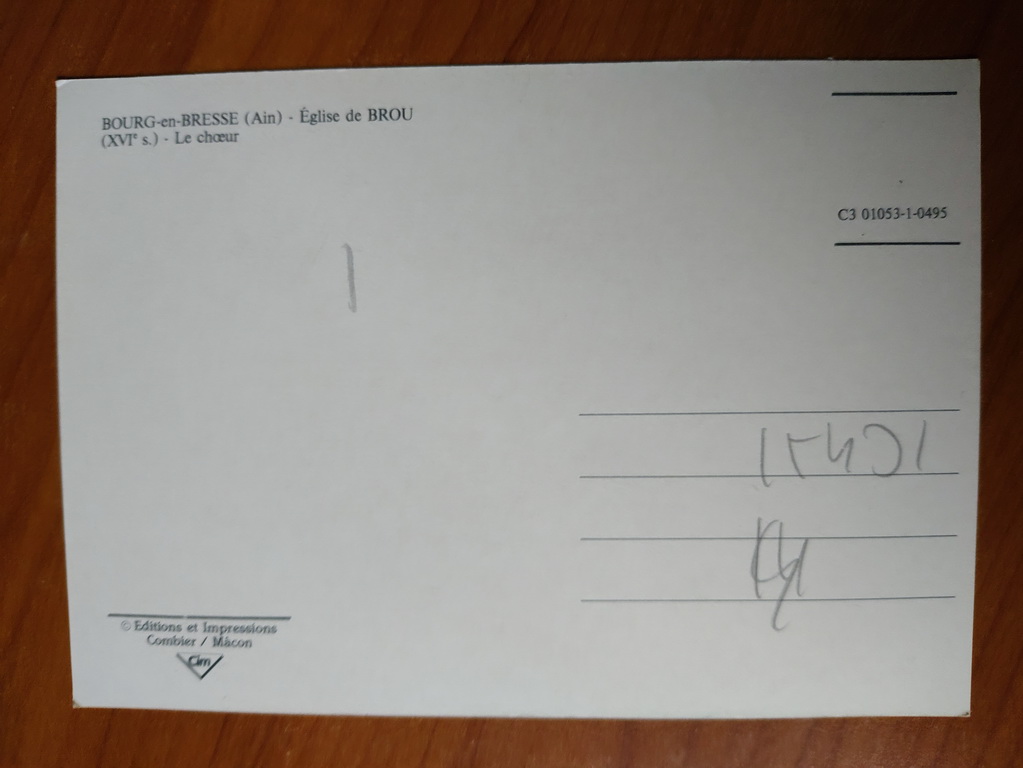 BOURG-en-BRESSE (Ain) - Église de BROU
(XVIe s.) - Le chœur
C3 01053-1-0495
© Editions et Impressions
Combier / Mâcon
Cim